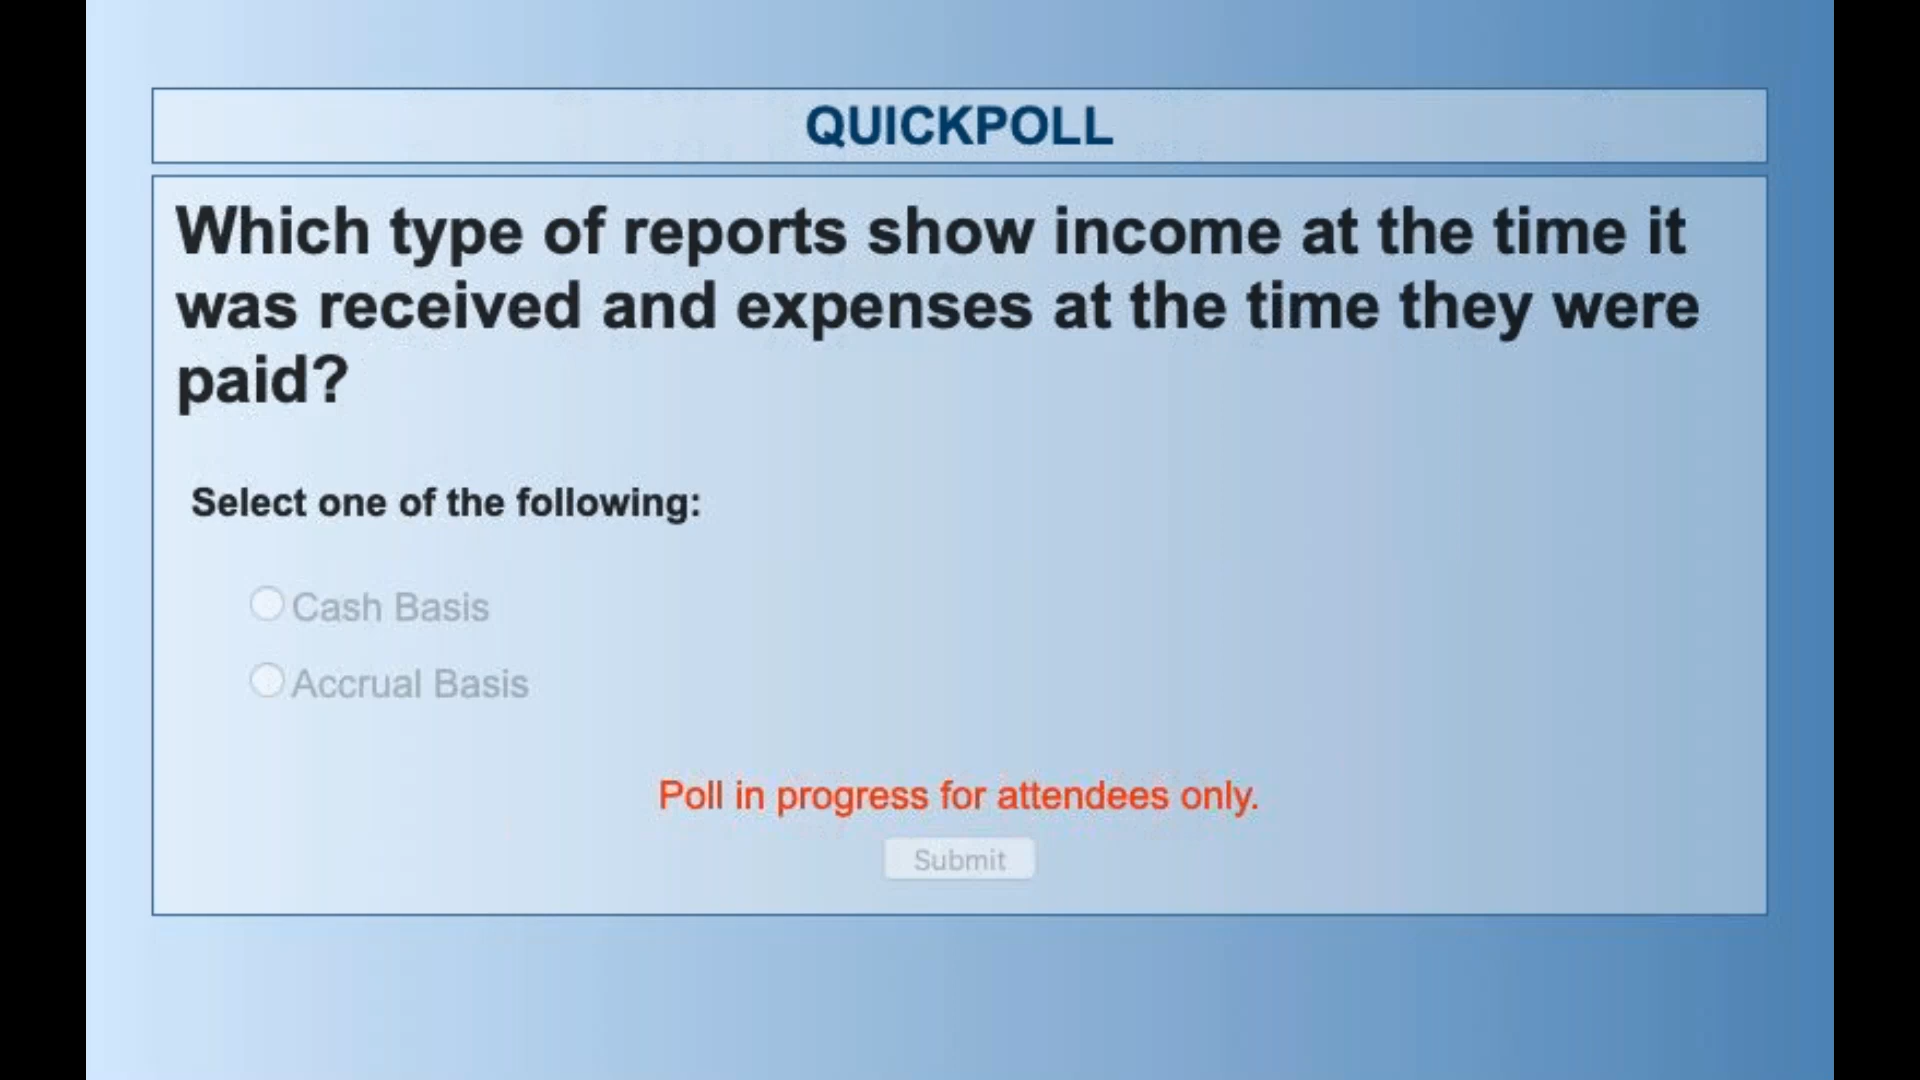 QUICKPOLL
Which type of reports show income at the time it
was received and expenses at the time they were
paid?
Select one of the following:
Cash Basis
Accrual Basis
Poll in progress for attendees only.
Submit